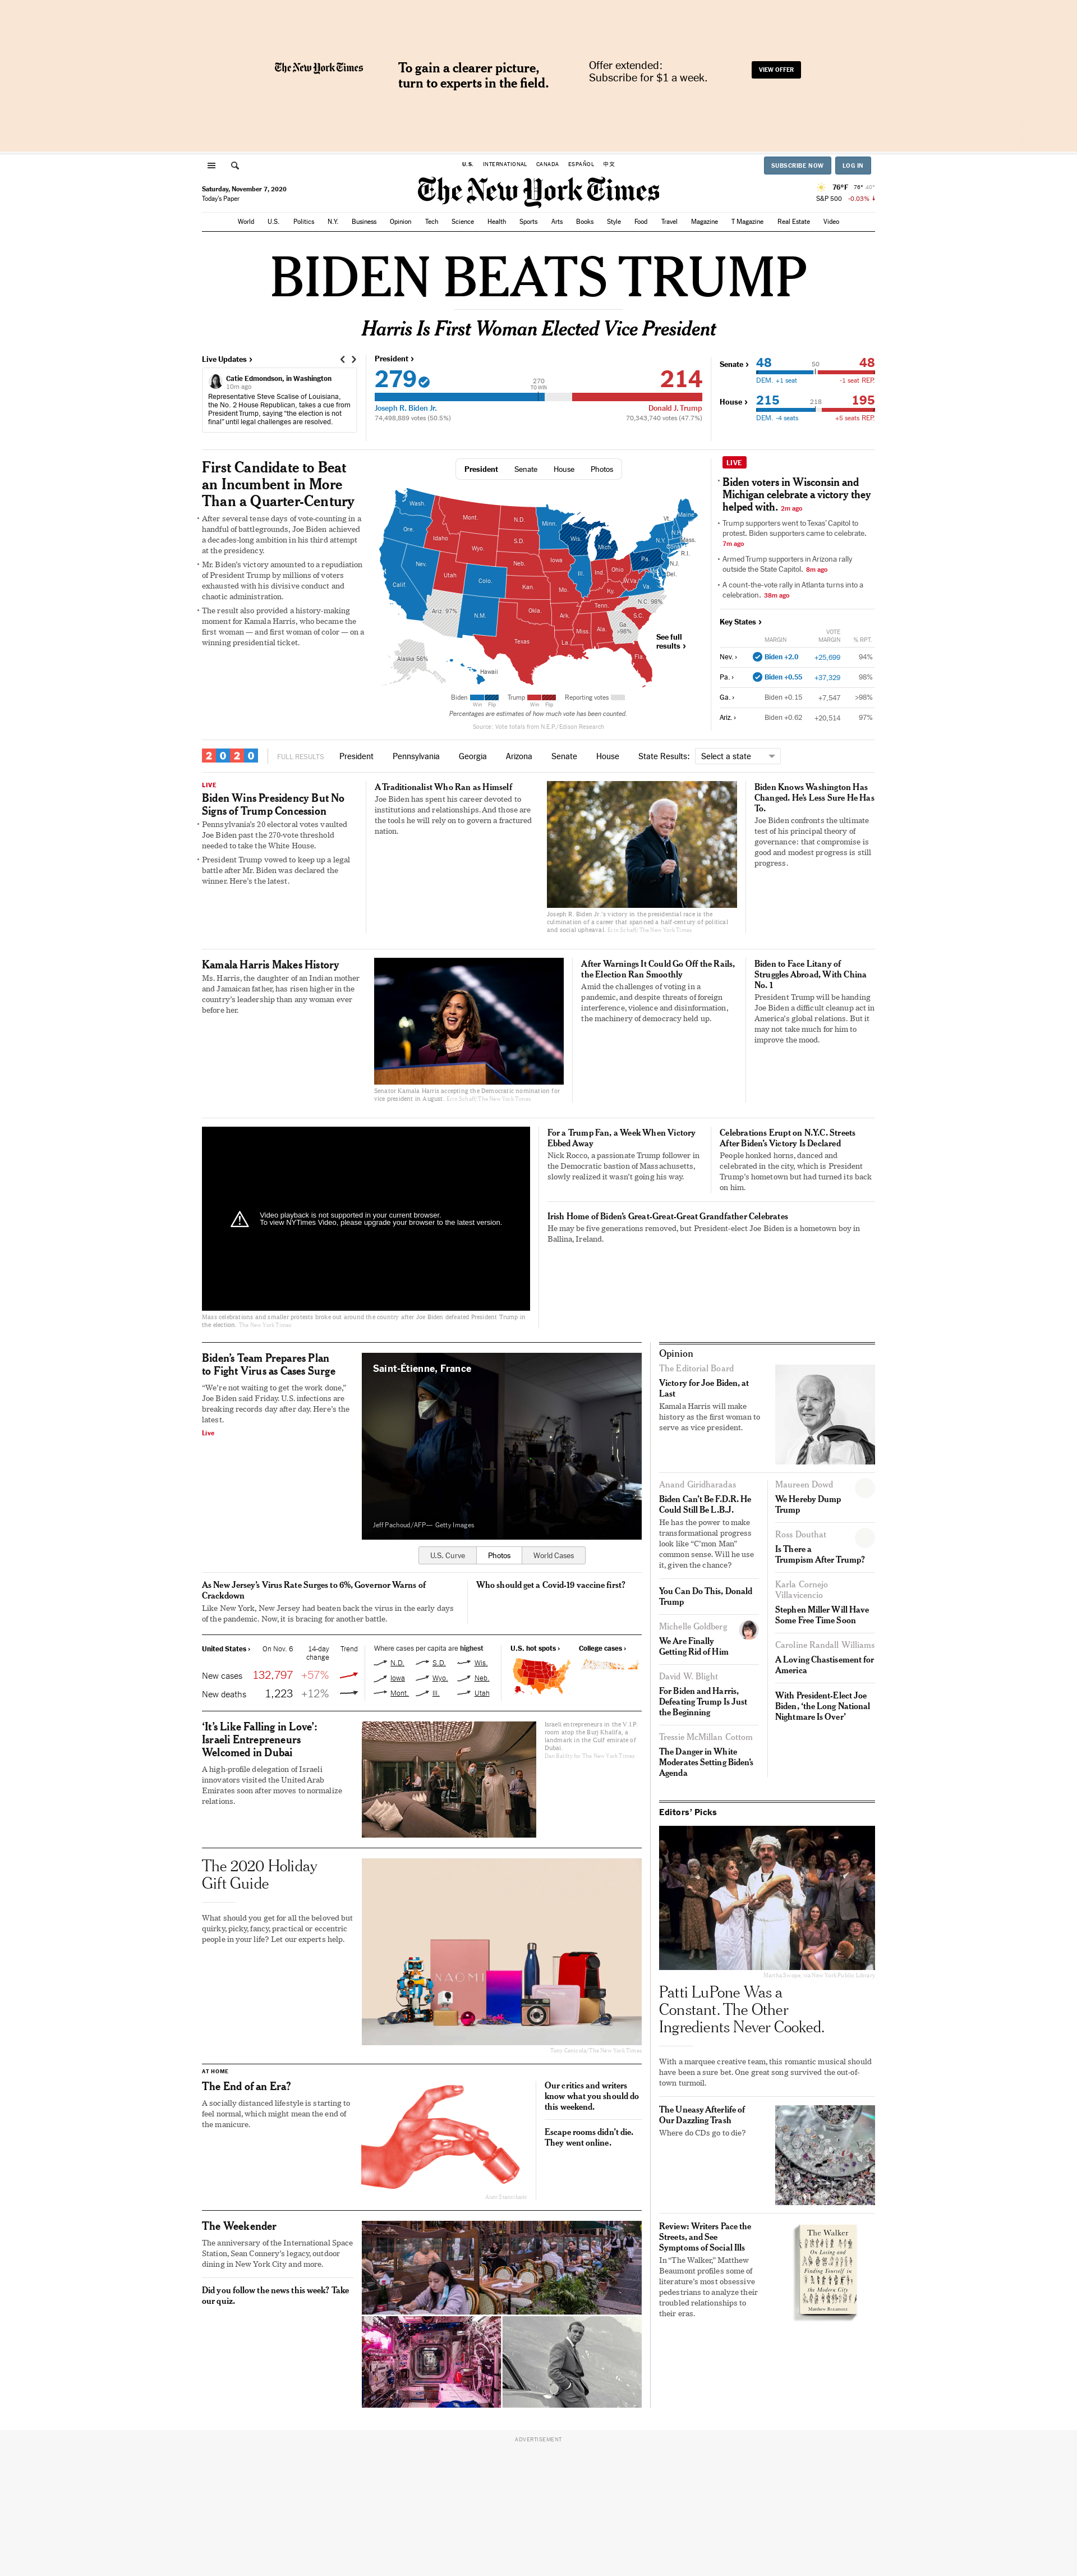 The New York Times
To gain a clearer picture,
turn to experts in the field.
Offer extended:
Subscribe for $1 a week.
VIEW OFFER
U.S. INTERNATIONAL CANADA ESPAÑOL 中文
SUBSCRIBE NOW LOG IN
Saturday, November 7, 2020
Today's Paper
The New York Times
76°F 76° 40°
S&P 500 -0.03% ↓
World U.S. Politics N.Y. Business Opinion Tech Science Health Sports Arts Books Style Food Travel Magazine T Magazine Real Estate Video
BIDEN BEATS TRUMP
Harris Is First Woman Elected Vice President
Live Updates ›
Catie Edmondson, in Washington
10m ago
Representative Steve Scalise of Louisiana,
the No. 2 House Republican, takes a cue from
President Trump, saying “the election is not
final” until legal challenges are resolved.
President ›
279
270
TO WIN
214
Joseph R. Biden Jr. Donald J. Trump
74,498,889 votes (50.5%) 70,343,740 votes (47.7%)
Senate › 48 50 48
DEM. +1 seat -1 seat REP.
House › 215 218 195
DEM. -4 seats +5 seats REP.
First Candidate to Beat
an Incumbent in More
Than a Quarter-Century
• After several tense days of vote-counting in a
handful of battlegrounds, Joe Biden achieved
a decades-long ambition in his third attempt
at the presidency.
• Mr. Biden's victory amounted to a repudiation
of President Trump by millions of voters
exhausted with his divisive conduct and
chaotic administration.
• The result also provided a history-making
moment for Kamala Harris, who became the
first woman — and first woman of color — on a
winning presidential ticket.
President Senate House Photos
Wash.
Ore.
Calif.
Nev.
Idaho
Mont.
Wyo.
Utah
Colo.
Ariz. 97%
N.M.
N.D.
S.D.
Neb.
Kan.
Okla.
Texas
Minn.
Iowa
Mo.
Ark.
La.
Wis.
Ill.
Mich.
Ind.
Ohio
Ky.
Tenn.
Miss.
Ala.
Ga.
>98%
Fla.
S.C.
N.C. 98%
Va.
W.Va.
Pa.
N.Y.
Vt.
Maine
Mass.
R.I.
N.J.
Del.
Alaska 56%
Hawaii
See full
results ›
Biden Trump Reporting votes
Win Flip Win Flip
Percentages are estimates of how much vote has been counted.
Source: Vote totals from N.E.P./Edison Research
LIVE
• Biden voters in Wisconsin and
Michigan celebrate a victory they
helped with. 2m ago
• Trump supporters went to Texas' Capitol to
protest. Biden supporters came to celebrate.
7m ago
• Armed Trump supporters in Arizona rally
outside the State Capitol. 8m ago
• A count-the-vote rally in Atlanta turns into a
celebration. 38m ago
Key States ›
MARGIN VOTE MARGIN % RPT.
Nev. › Biden +2.0 +25,699 94%
Pa. › Biden +0.55 +37,329 98%
Ga. › Biden +0.15 +7,547 >98%
Ariz. › Biden +0.62 +20,514 97%
2020 FULL RESULTS President Pennsylvania Georgia Arizona Senate House State Results: Select a state
LIVE
Biden Wins Presidency But No
Signs of Trump Concession
• Pennsylvania's 20 electoral votes vaulted
Joe Biden past the 270-vote threshold
needed to take the White House.
• President Trump vowed to keep up a legal
battle after Mr. Biden was declared the
winner. Here's the latest.
A Traditionalist Who Ran as Himself
Joe Biden has spent his career devoted to
institutions and relationships. And those are
the tools he will rely on to govern a fractured
nation.
Joseph R. Biden Jr.'s victory in the presidential race is the
culmination of a career that spanned a half-century of political
and social upheaval. Erin Schaff/The New York Times
Biden Knows Washington Has
Changed. He's Less Sure He Has
To.
Joe Biden confronts the ultimate
test of his principal theory of
governance: that compromise is
good and modest progress is still
progress.
Kamala Harris Makes History
Ms. Harris, the daughter of an Indian mother
and Jamaican father, has risen higher in the
country's leadership than any woman ever
before her.
Senator Kamala Harris accepting the Democratic nomination for
vice president in August. Erin Schaff/The New York Times
After Warnings It Could Go Off the Rails,
the Election Ran Smoothly
Amid the challenges of voting in a
pandemic, and despite threats of foreign
interference, violence and disinformation,
the machinery of democracy held up.
Biden to Face Litany of
Struggles Abroad, With China
No. 1
President Trump will be handing
Joe Biden a difficult cleanup act in
America's global relations. But it
may not take much for him to
improve the mood.
Video playback is not supported in your current browser.
To view NYTimes Video, please upgrade your browser to the latest version.
Mass celebrations and smaller protests broke out around the country after Joe Biden defeated President Trump in
the election. The New York Times
For a Trump Fan, a Week When Victory
Ebbed Away
Nick Rocco, a passionate Trump follower in
the Democratic bastion of Massachusetts,
slowly realized it wasn't going his way.
Celebrations Erupt on N.Y.C. Streets
After Biden's Victory Is Declared
People honked horns, danced and
celebrated in the city, which is President
Trump's hometown but had turned its back
on him.
Irish Home of Biden's Great-Great-Great Grandfather Celebrates
He may be five generations removed, but President-elect Joe Biden is a hometown boy in
Ballina, Ireland.
Biden's Team Prepares Plan
to Fight Virus as Cases Surge
“We're not waiting to get the work done,”
Joe Biden said Friday. U.S. infections are
breaking records day after day. Here's the
latest.
Live
Saint-Étienne, France
Jeff Pachoud/AFP— Getty Images
U.S. Curve Photos World Cases
As New Jersey's Virus Rate Surges to 6%, Governor Warns of
Crackdown
Like New York, New Jersey had beaten back the virus in the early days
of the pandemic. Now, it is bracing for another battle.
Who should get a Covid-19 vaccine first?
United States › On Nov. 6 14-day change Trend
New cases 132,797 +57%
New deaths 1,223 +12%
Where cases per capita are highest
N.D. S.D. Wis.
Iowa Wyo. Neb.
Mont. Ill. Utah
U.S. hot spots ›
College cases ›
‘It's Like Falling in Love’:
Israeli Entrepreneurs
Welcomed in Dubai
A high-profile delegation of Israeli
innovators visited the United Arab
Emirates soon after moves to normalize
relations.
Israeli entrepreneurs in the V.I.P.
room atop the Burj Khalifa, a
landmark in the Gulf emirate of
Dubai.
Dan Balilty for The New York Times
The 2020 Holiday
Gift Guide
What should you get for all the beloved but
quirky, picky, fancy, practical or eccentric
people in your life? Let our experts help.
NAOMI
Tony Cenicola/The New York Times
AT HOME
The End of an Era?
A socially distanced lifestyle is starting to
feel normal, which might mean the end of
the manicure.
Our critics and writers
know what you should do
this weekend.
Escape rooms didn't die.
They went online.
The Weekender
The anniversary of the International Space
Station, Sean Connery's legacy, outdoor
dining in New York City and more.
Did you follow the news this week? Take
our quiz.
Opinion
The Editorial Board
Victory for Joe Biden, at
Last
Kamala Harris will make
history as the first woman to
serve as vice president.
Anand Giridharadas
Biden Can't Be F.D.R. He
Could Still Be L.B.J.
He has the power to make
transformational progress
look like “C'mon Man”
common sense. Will he use
it, given the chance?
You Can Do This, Donald
Trump
Michelle Goldberg
We Are Finally
Getting Rid of Him
David W. Blight
For Biden and Harris,
Defeating Trump Is Just
the Beginning
Tressie McMillan Cottom
The Danger in White
Moderates Setting Biden's
Agenda
Maureen Dowd
We Hereby Dump
Trump
Ross Douthat
Is There a
Trumpism After Trump?
Karla Cornejo
Villavicencio
Stephen Miller Will Have
Some Free Time Soon
Caroline Randall Williams
A Loving Chastisement for
America
With President-Elect Joe
Biden, ‘the Long National
Nightmare Is Over’
Editors' Picks
Martha Swope, via New York Public Library
Patti LuPone Was a
Constant. The Other
Ingredients Never Cooked.
With a marquee creative team, this romantic musical should
have been a sure bet. One great song survived the out-of-
town turmoil.
The Uneasy Afterlife of
Our Dazzling Trash
Where do CDs go to die?
Review: Writers Pace the
Streets, and See
Symptoms of Social Ills
In “The Walker,” Matthew
Beaumont profiles some of
literature's most obsessive
pedestrians to analyze their
troubled relationships to
their eras.
The Walker
On Losing and
Finding Yourself in
the Modern City
Matthew Beaumont
ADVERTISEMENT